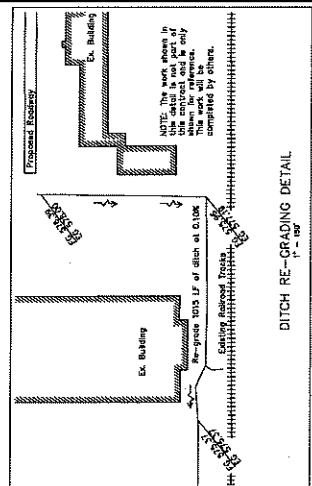 Proposed Roadway
Ex. Building
NOTE: The work shown in
this detail is not part of
this contract and is only
shown for reference.
This work will be
completed by others.
Ex. Building
Re-grade 1015 LF of ditch at 0.10%
Existing Railroad Tracks
DITCH RE-GRADING DETAIL
1" = 150'